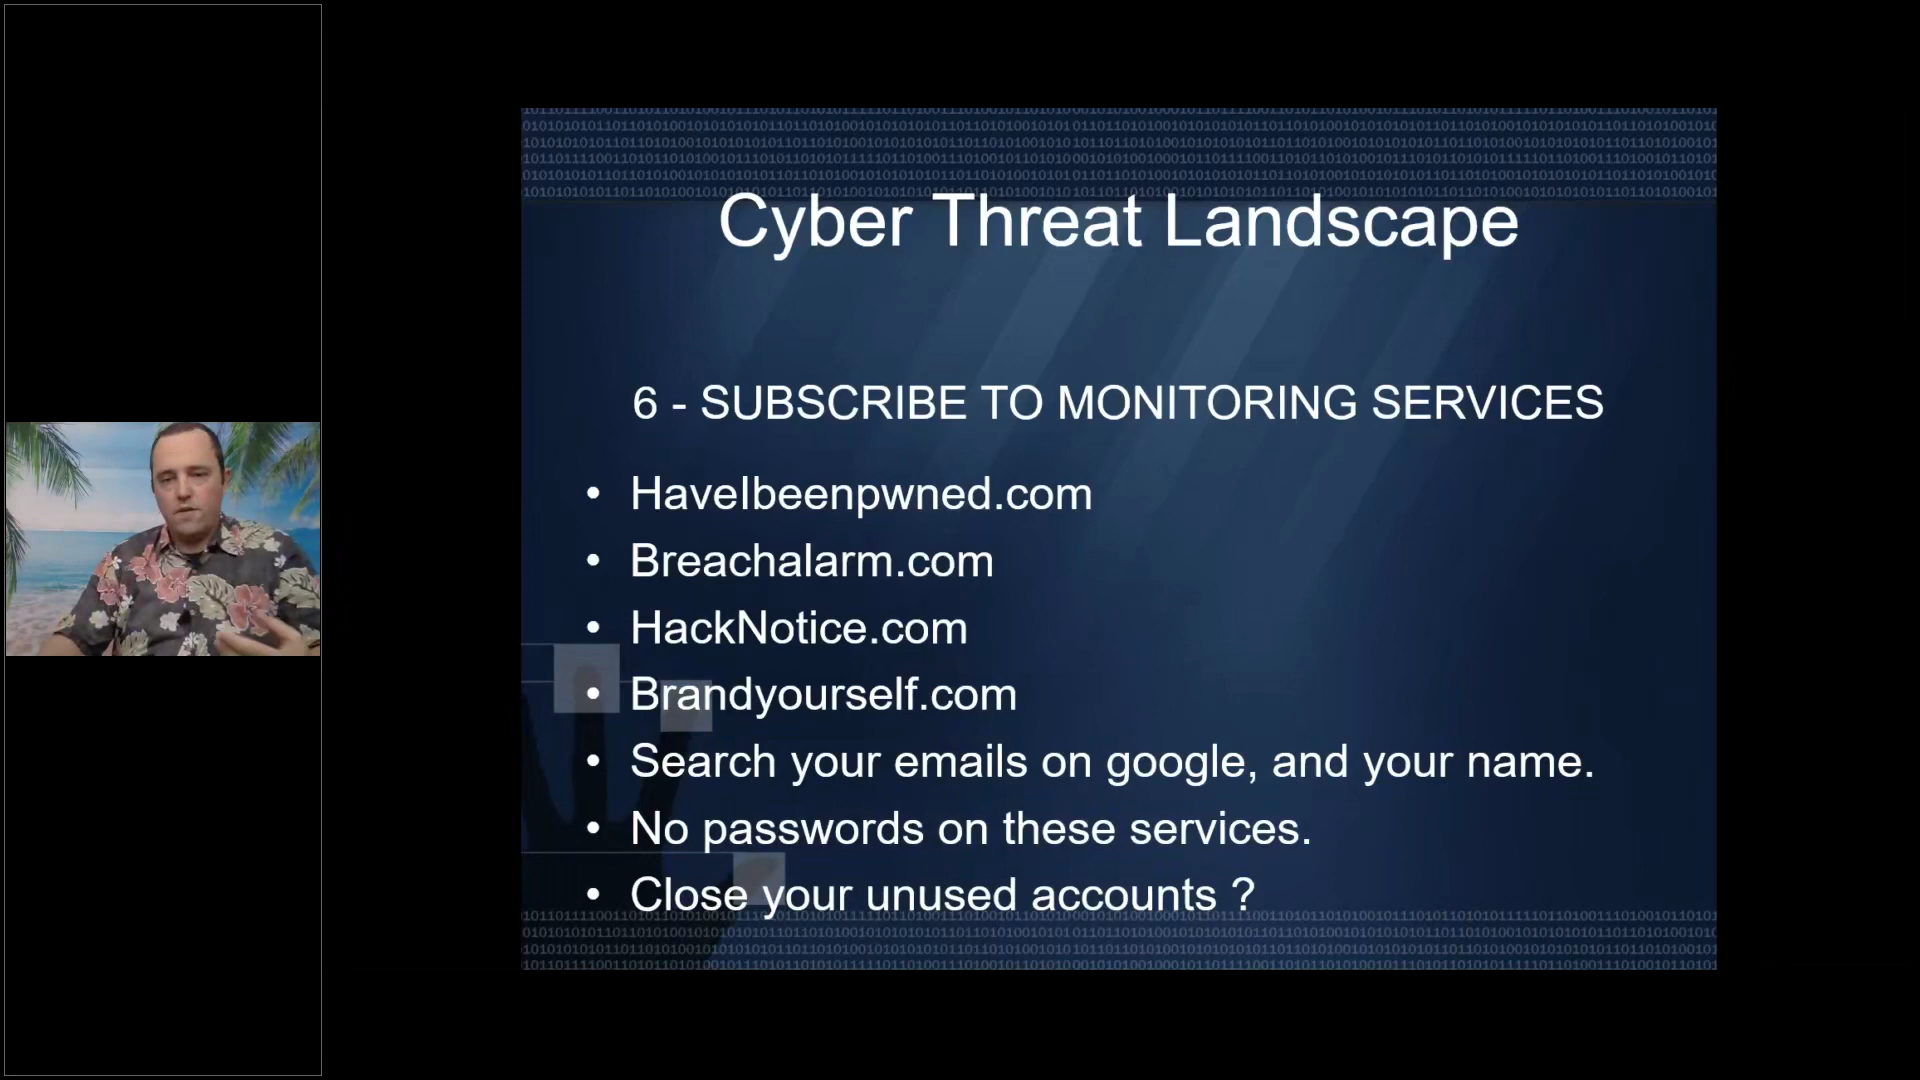 Cyber Threat Landscape
6 - SUBSCRIBE TO MONITORING SERVICES
• HaveIbeenpwned.com
• Breachalarm.com
• HackNotice.com
• Brandyourself.com
• Search your emails on google, and your name.
• No passwords on these services.
• Close your unused accounts ?